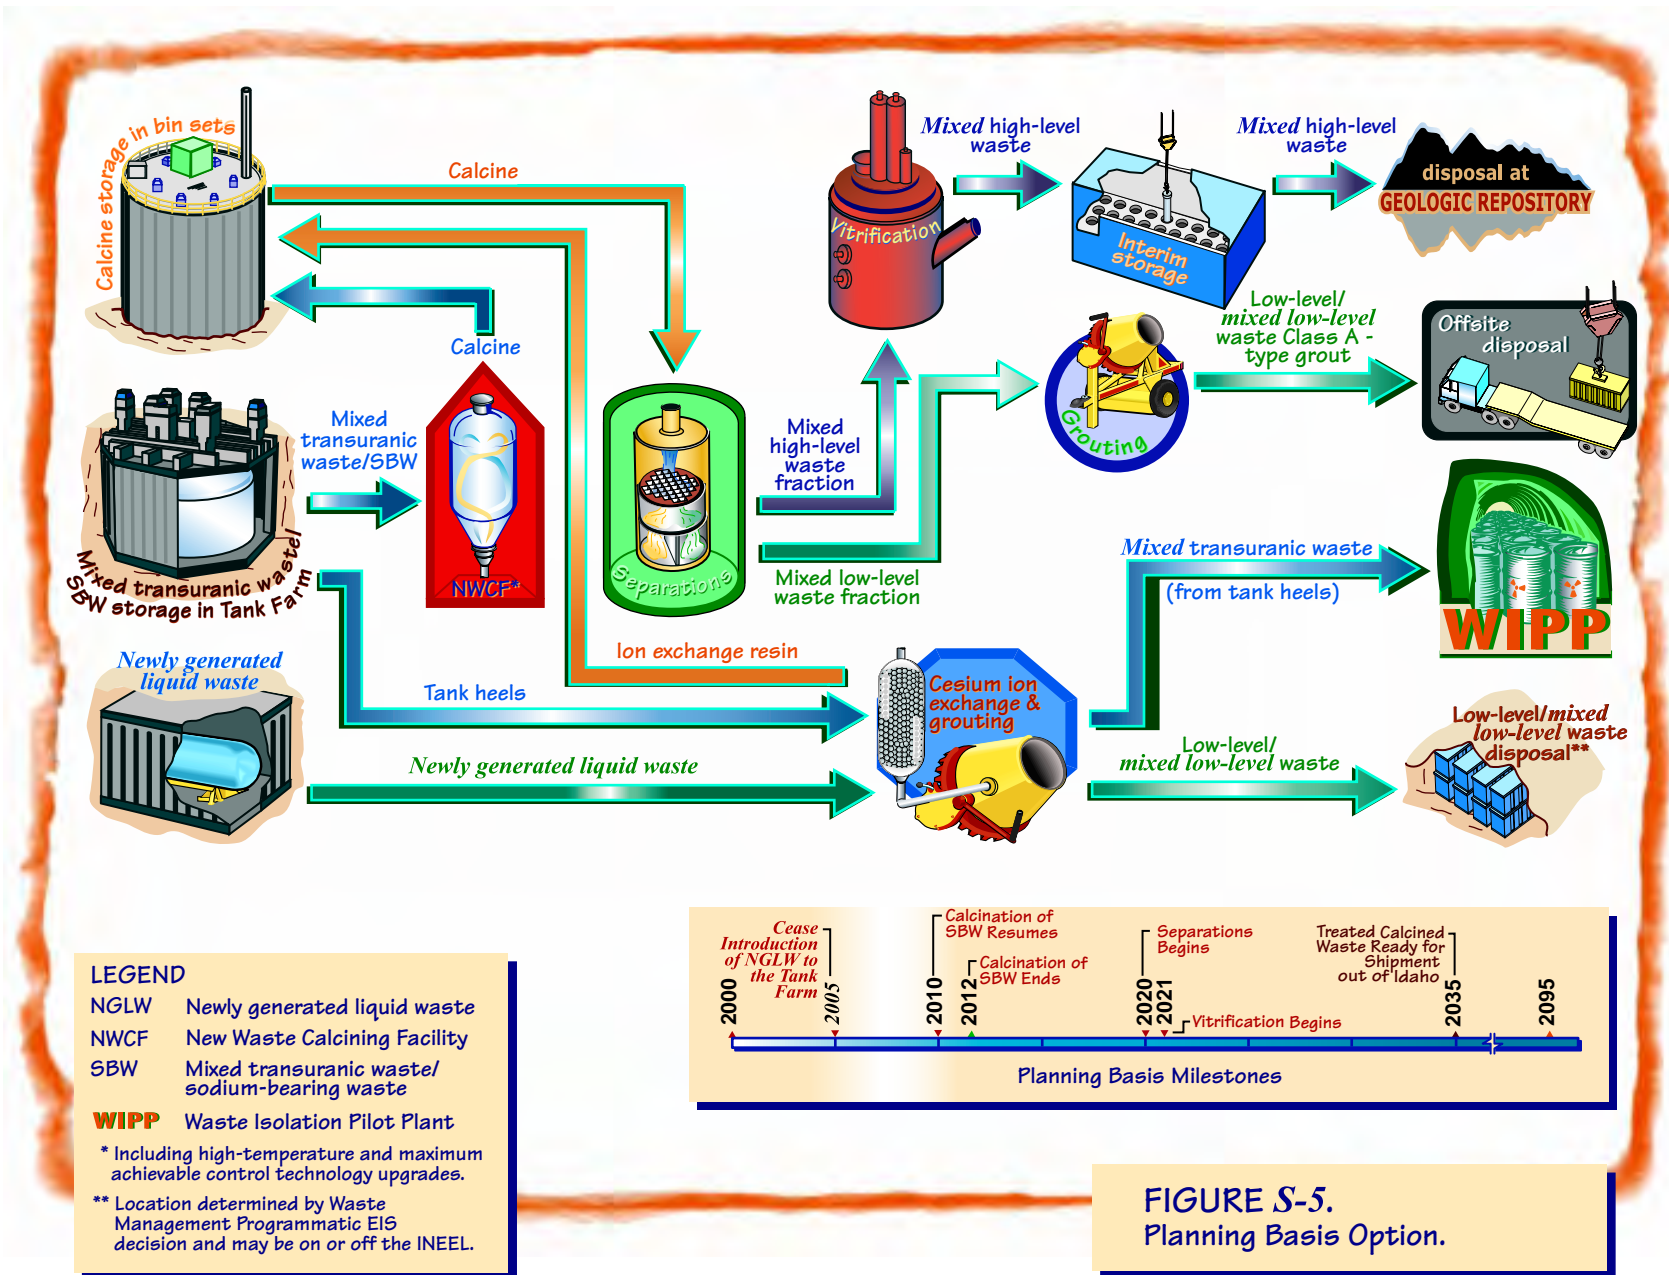 Calcine storage in bin sets
Calcine
Vitrification
Mixed high-level
waste
Interim
storage
Mixed high-level
waste
disposal at
GEOLOGIC REPOSITORY
Calcine
Mixed
transuranic
waste/SBW
NWCF*
Mixed transuranic waste/
SBW storage in Tank Farm
Separations
Mixed
high-level
waste
fraction
Mixed low-level
waste fraction
Grouting
Low-level/
mixed low-level
waste Class A -
type grout
Offsite
disposal
Mixed transuranic waste
(from tank heels)
WIPP
Newly generated
liquid waste
Ion exchange resin
Tank heels
Newly generated liquid waste
Cesium ion
exchange &
grouting
Low-level/
mixed low-level waste
Low-level/mixed
low-level waste
disposal**
LEGEND
NGLW Newly generated liquid waste
NWCF New Waste Calcining Facility
SBW Mixed transuranic waste/
sodium-bearing waste
WIPP Waste Isolation Pilot Plant
* Including high-temperature and maximum
achievable control technology upgrades.
** Location determined by Waste
Management Programmatic EIS
decision and may be on or off the INEEL.
Cease
Introduction
of NGLW to
the Tank
Farm
Calcination of
SBW Resumes
Calcination of
SBW Ends
Separations
Begins
Vitrification Begins
Treated Calcined
Waste Ready for
Shipment
out of Idaho
2000
2005
2010
2012
2020
2021
2035
2095
Planning Basis Milestones
FIGURE S-5.
Planning Basis Option.